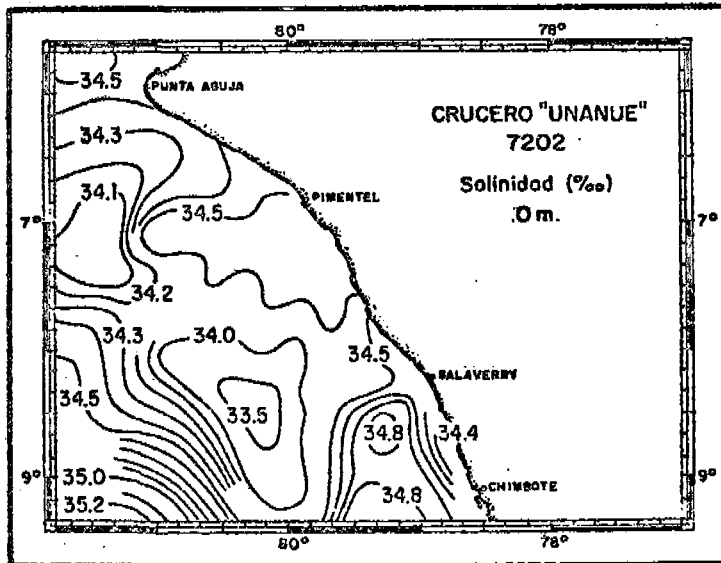 80° 78°
34.5
PUNTA AGUJA
CRUCERO "UNANUE"
7202
Salinidad (‰)
0 m.
34.3
34.1
34.5
PIMENTEL
7° 7°
34.2
34.3
34.0
34.5
SALAVERRY
34.5
33.5
34.8
34.4
9° 9°
35.0
35.2
34.8
CHIMBOTE
80° 78°